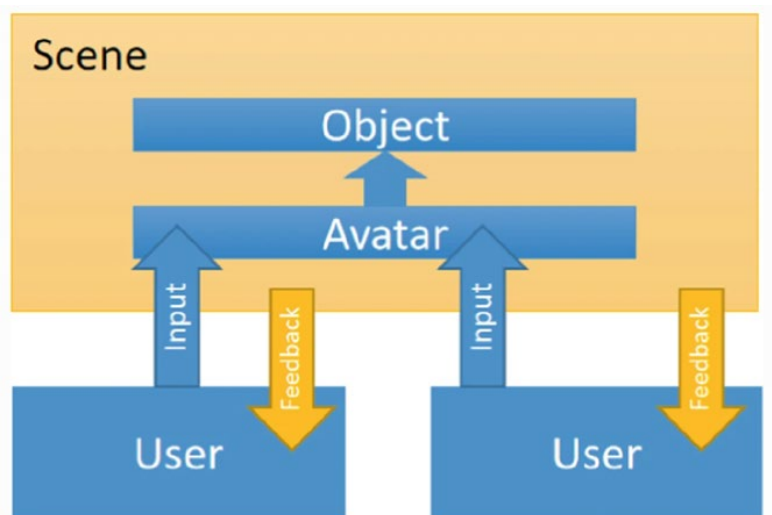 Scene
Object
Avatar
Input
Feedback
Input
Feedback
User
User